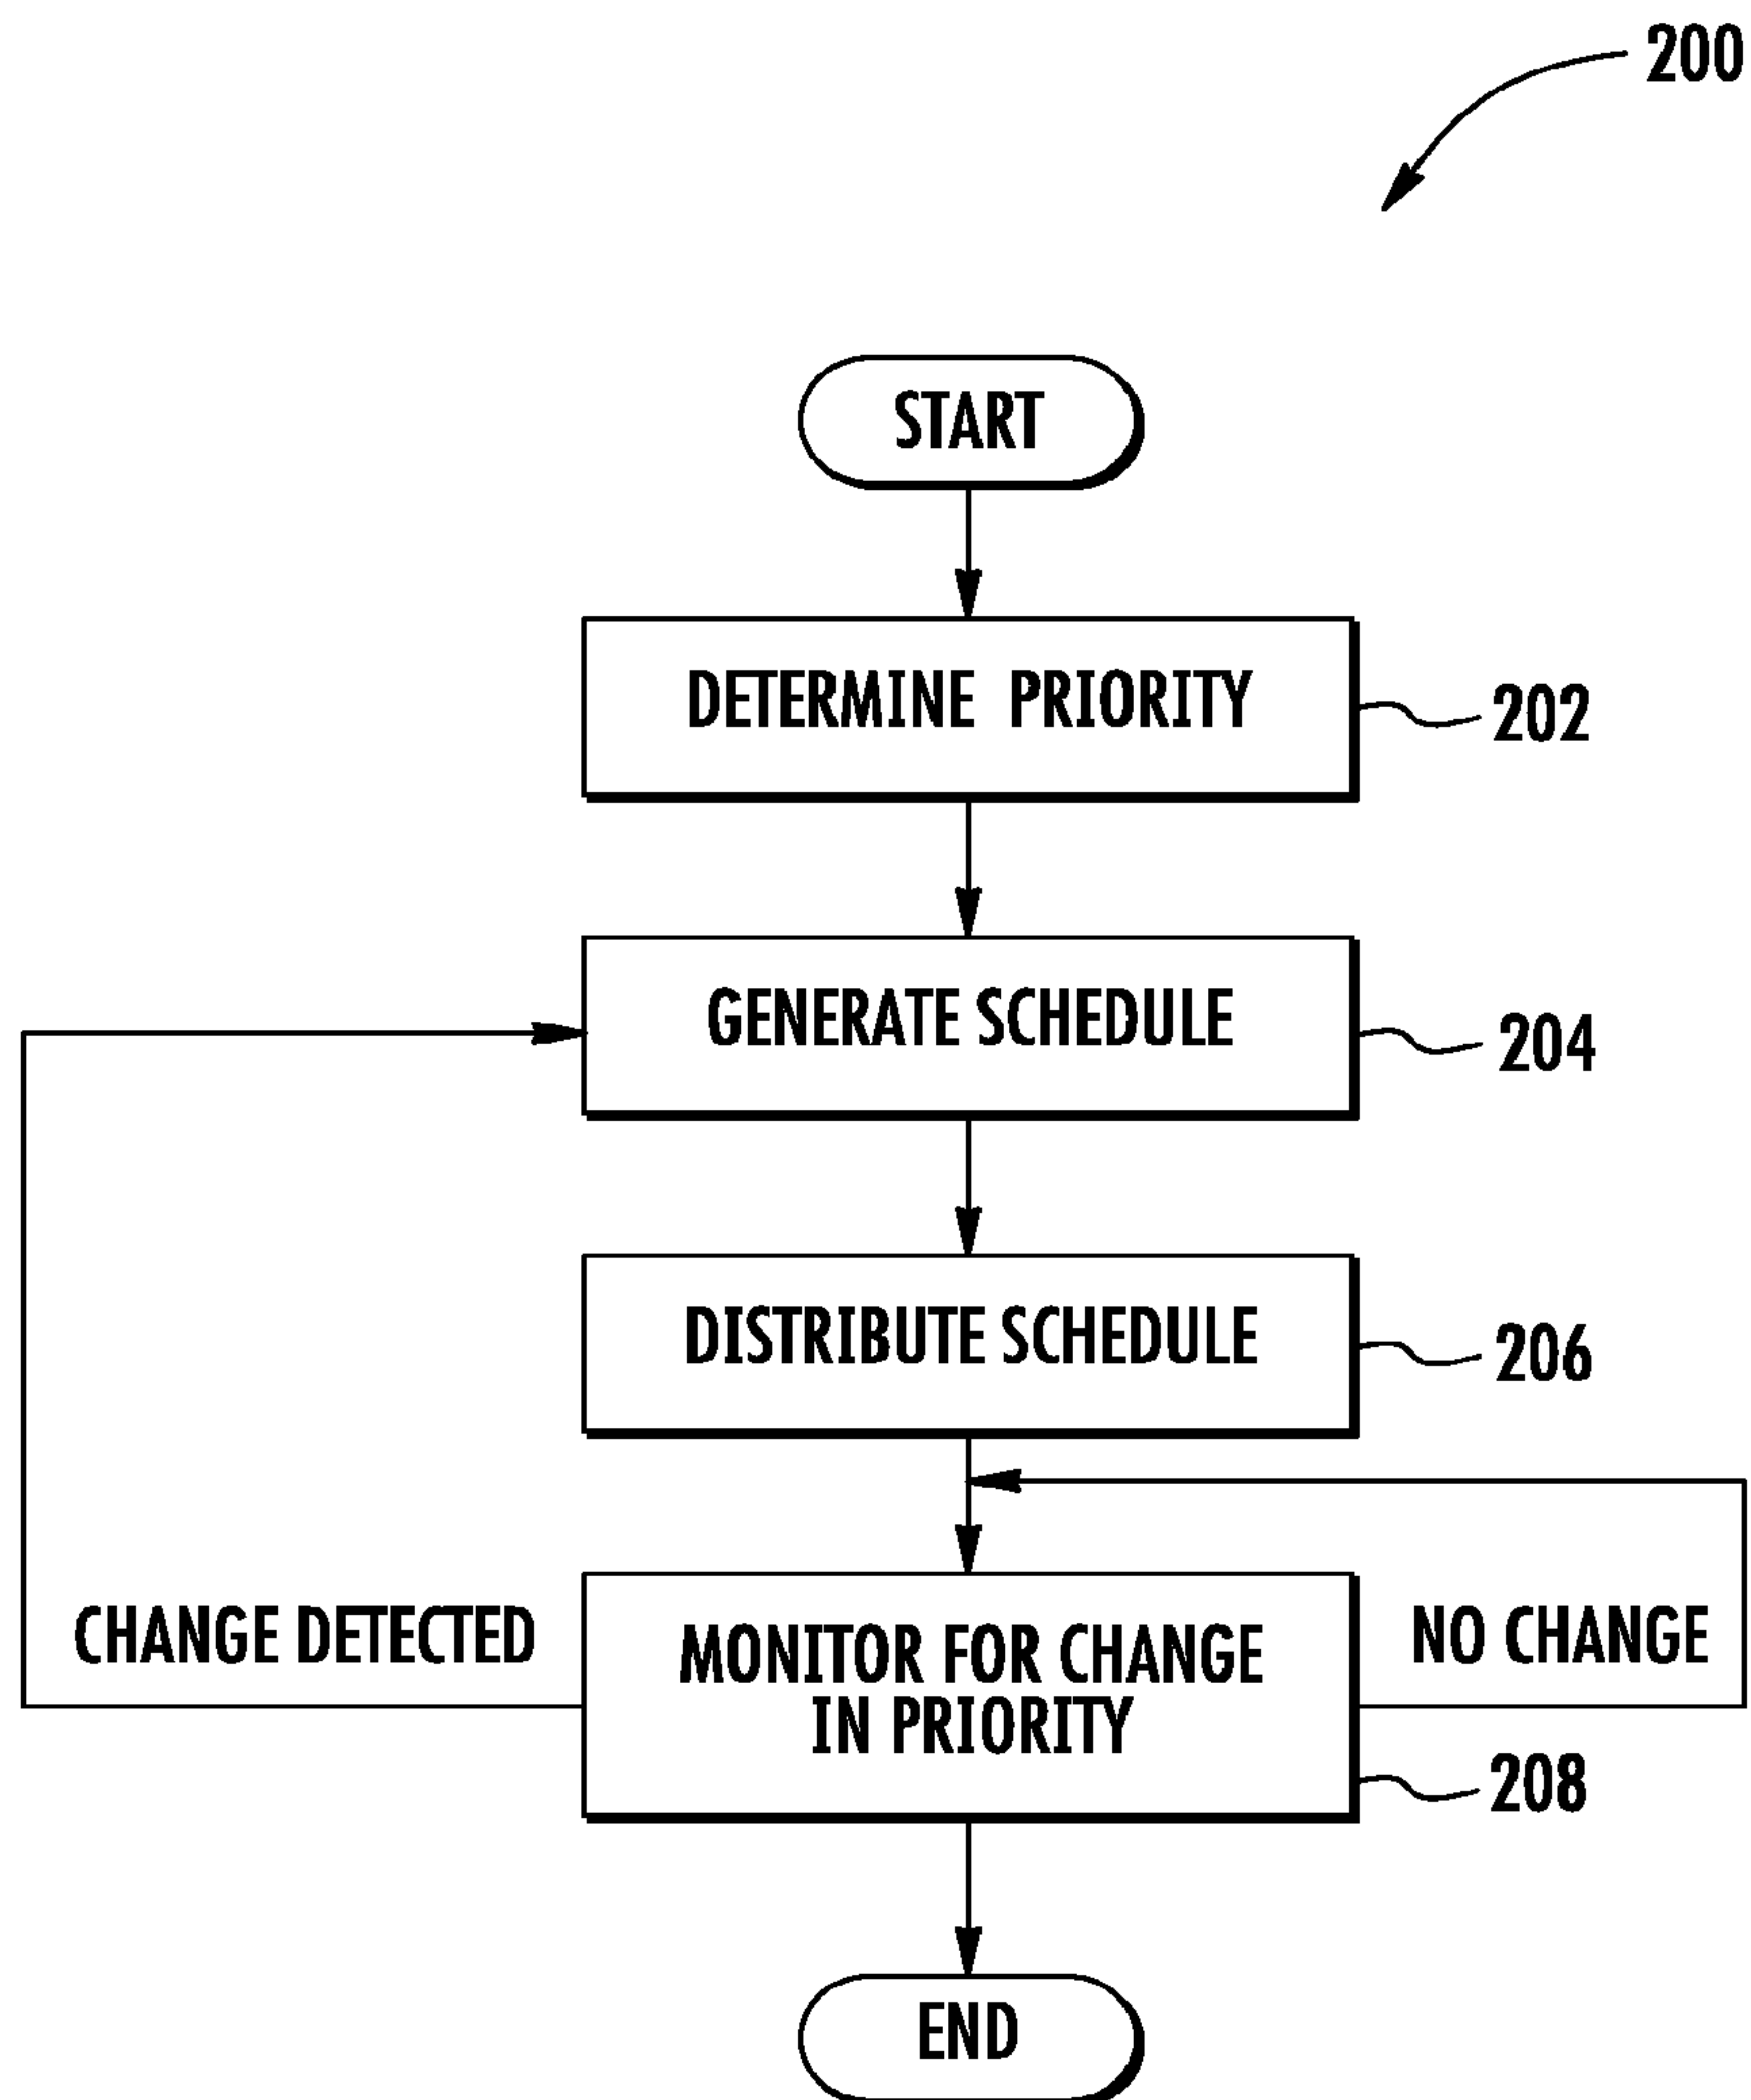 200
START
DETERMINE PRIORITY
202
GENERATE SCHEDULE
204
DISTRIBUTE SCHEDULE
206
CHANGE DETECTED
MONITOR FOR CHANGE
IN PRIORITY
NO CHANGE
208
END